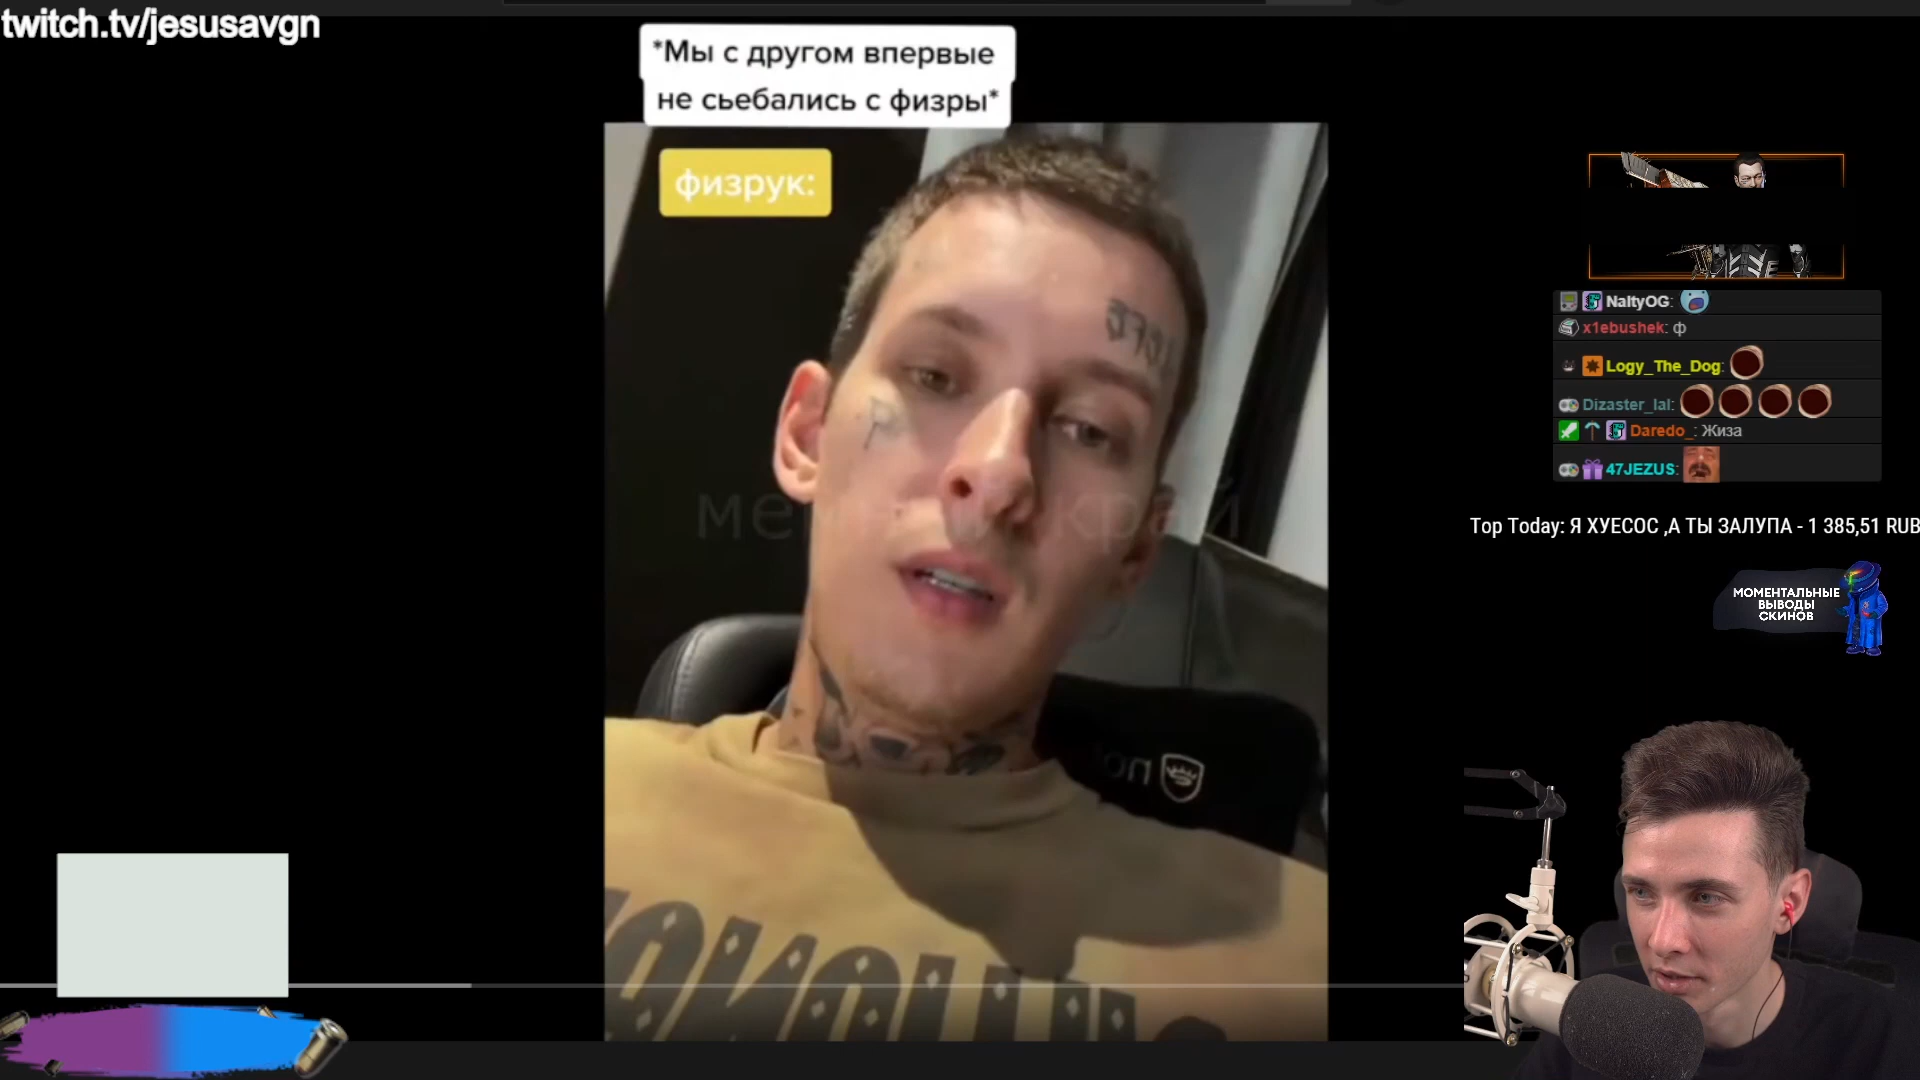 twitch.tv/jesusavgn
*Мы с другом впервые
не сьебались с физры*
физрук:
NaltyOG:
x1ebushek: ф
Logy_The_Dog:
Dizaster_lal:
Daredo_: Жиза
47JEZUS:
Top Today: Я ХУЕСОС ,А ТЫ ЗАЛУПА - 1 385,51 RUB
МОМЕНТАЛЬНЫЕ
ВЫВОДЫ
СКИНОВ